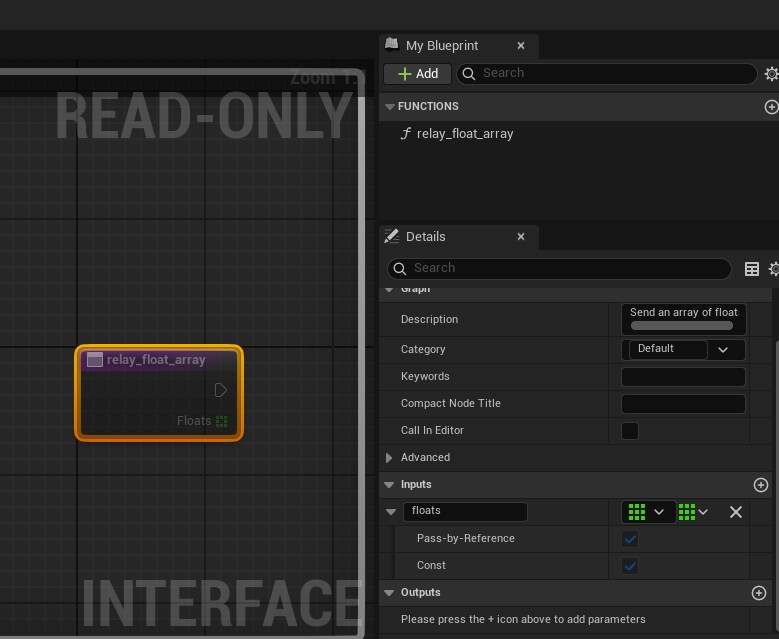 My Blueprint
Add
Search
Zoom 1:
READ-ONLY
FUNCTIONS
relay_float_array
Details
Search
Graph
Description
Send an array of float
Category
Default
Keywords
Compact Node Title
Call In Editor
Advanced
relay_float_array
Floats
Inputs
floats
Pass-by-Reference
Const
INTERFACE
Outputs
Please press the + icon above to add parameters